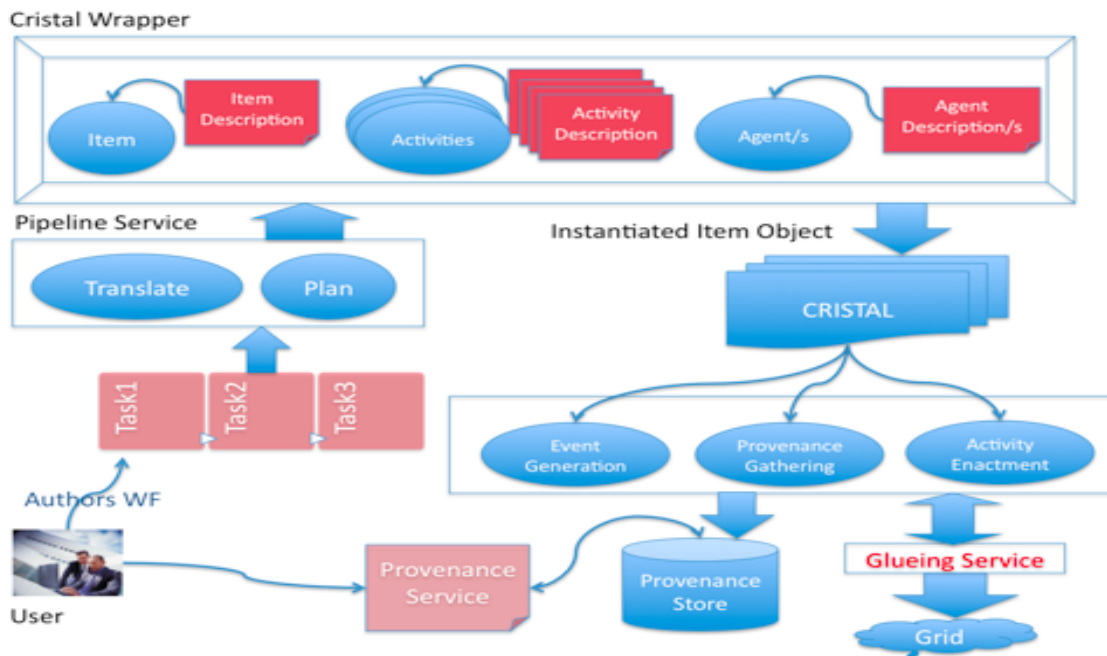 Cristal Wrapper
Item
Item
Description
Activities
Activity
Description
Agent/s
Agent
Description/s
Pipeline Service
Translate
Plan
Instantiated Item Object
CRISTAL
Task1
Task2
Task3
Event
Generation
Provenance
Gathering
Activity
Enactment
Authors WF
User
Provenance
Service
Provenance
Store
Glueing Service
Grid